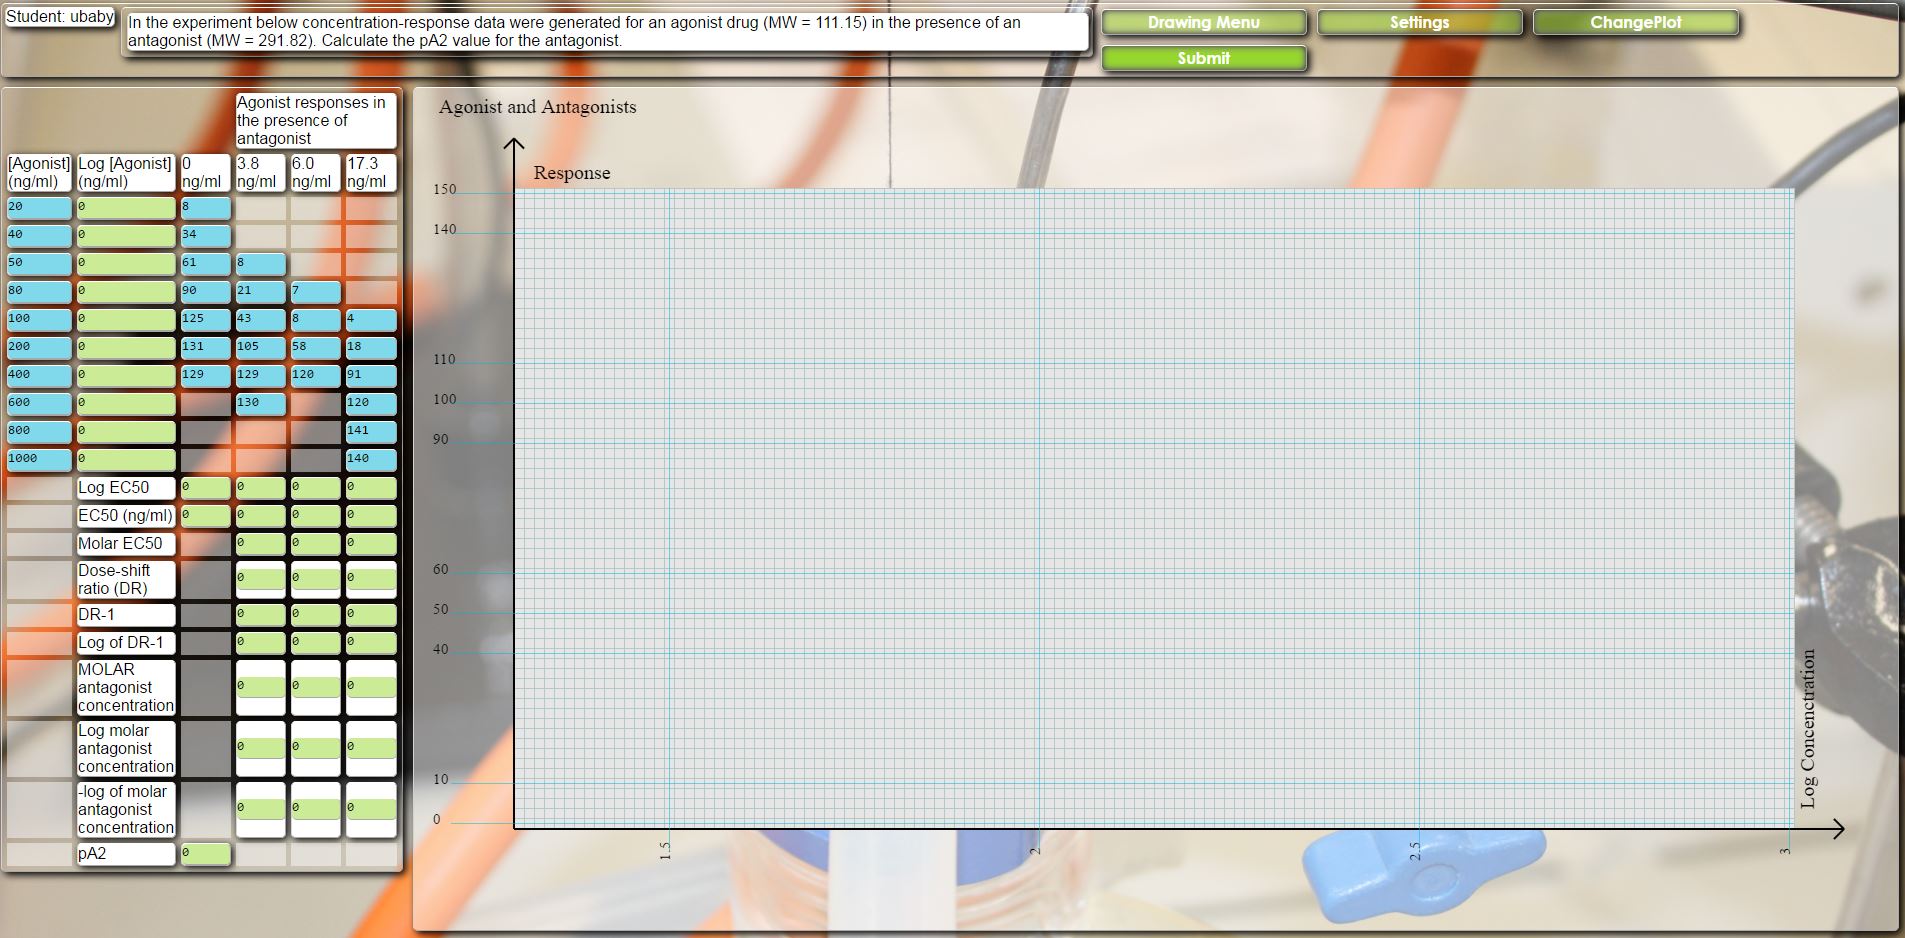 Student: ubaby
In the experiment below concentration-response data were generated for an agonist drug (MW = 111.15) in the presence of an
antagonist (MW = 291.82). Calculate the pA2 value for the antagonist.
Drawing Menu
Settings
ChangePlot
Submit
Agonist responses in
the presence of
antagonist
[Agonist] Log [Agonist] 0 3.8 6.0 17.3
(ng/ml) (ng/ml) ng/ml ng/ml ng/ml ng/ml
20 0 8
40 0 34
50 0 61 8
80 0 90 21 7
100 0 125 43 8 4
200 0 131 105 58 18
400 0 129 129 120 91
600 0 130 120
800 0 141
1000 0 140
Log EC50 0 0 0 0
EC50 (ng/ml) 0 0 0 0
Molar EC50 0 0 0
Dose-shift
ratio (DR) 0 0 0
DR-1 0 0 0
Log of DR-1 0 0 0
MOLAR
antagonist 0 0 0
concentration
Log molar
antagonist 0 0 0
concentration
-log of molar
antagonist 0 0 0
concentration
pA2 0
Agonist and Antagonists
Response
150
140
110
100
90
60
50
40
10
0
1.5
2
2.5
3
Log Concenctration